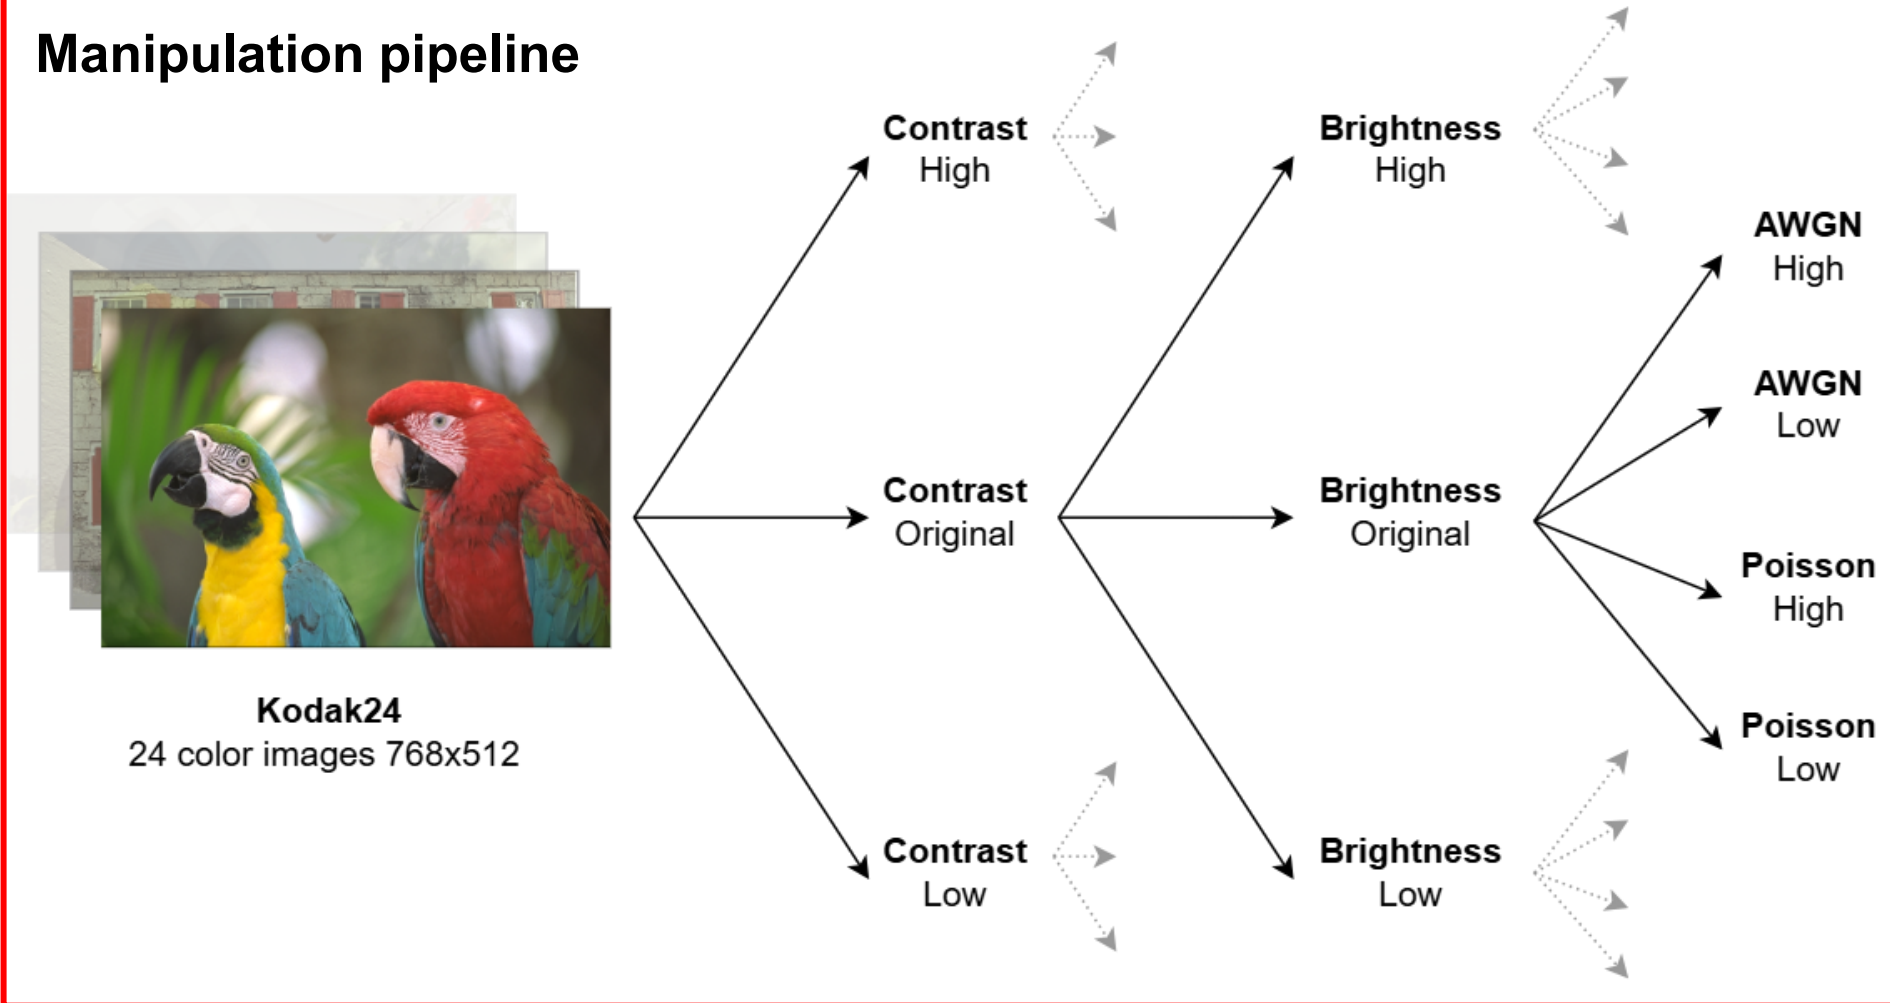 Manipulation pipeline
Kodak24
24 color images 768x512
Contrast
High
Contrast
Original
Contrast
Low
Brightness
High
Brightness
Original
Brightness
Low
AWGN
High
AWGN
Low
Poisson
High
Poisson
Low